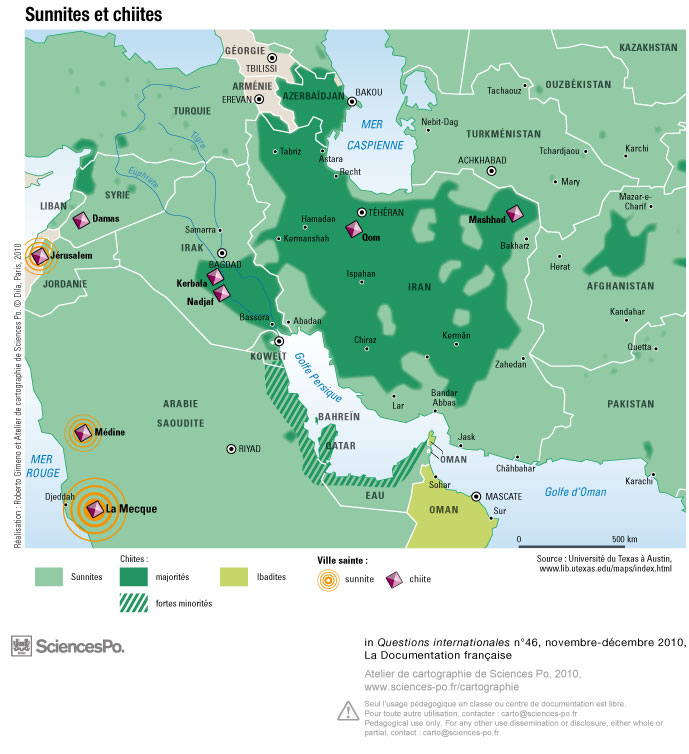 Sunnites et chiites
GÉORGIE
TBILISSI
ARMÉNIE
EREVAN
AZERBAÏDJAN
BAKOU
MER
CASPIENNE
KAZAKHSTAN
OUZBÉKISTAN
Tachaouz
Nebit-Dag
TURKMÉNISTAN
Tchardjaou
Karchi
ACHKHABAD
Mary
TURQUIE
Tigre
Euphrate
Tabriz
Astara
Recht
LIBAN
SYRIE
Damas
Mazar-e-
Charif
Mashhad
TÉHÉRAN
Hamadan
Qom
Kormanshah
Samarra
IRAK
BAGDAD
Jérusalem
JORDANIE
Kerbala
Nadjaf
Bakharz
Herat
Ispahan
IRAN
AFGHANISTAN
Kandahar
Quetta
Bassora
Abadan
KOWEÏT
Chiraz
Kermân
Zahedan
Golfe Persique
ARABIE
SAOUDITE
BAHREÏN
QATAR
Lar
Bandar
Abbas
PAKISTAN
Médine
RIYAD
OMAN
Jask
Châhbahar
Karachi
MER
ROUGE
Djeddah
La Mecque
EAU
Sohar
MASCATE
Golfe d'Oman
OMAN
Sur
0
500 km
Réalisation : Roberto Gimeno et Atelier de cartographie de Sciences Po. © Dila, Paris, 2010
Source : Université du Texas à Austin,
www.lib.utexas.edu/maps/index.html
Sunnites
Chiites :
majorités
fortes minorités
Ibadites
Ville sainte :
sunnite
chiite
SciencesPo.
in Questions internationales n°46, novembre-décembre 2010,
La Documentation française
Atelier de cartographie de Sciences Po, 2010,
www.sciences-po.fr/cartographie
Seul l'usage pédagogique en classe ou centre de documentation est libre.
Pour toute autre utilisation, contacter : carto@sciences-po.fr
Pedagogical use only. For any other use dissemination or disclosure, either whole or
partial, contact : carto@sciences-po.fr